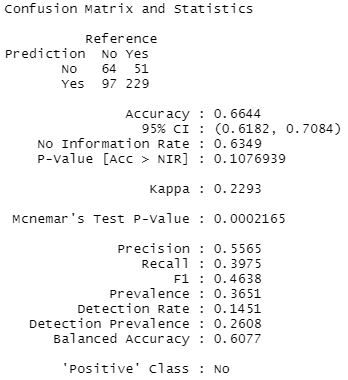 Confusion Matrix and Statistics
Reference
Prediction No Yes
No 64 51
Yes 97 229
Accuracy : 0.6644
95% CI : (0.6182, 0.7084)
No Information Rate : 0.6349
P-Value [Acc > NIR] : 0.1076939
Kappa : 0.2293
Mcnemar's Test P-Value : 0.0002165
Precision : 0.5565
Recall : 0.3975
F1 : 0.4638
Prevalence : 0.3651
Detection Rate : 0.1451
Detection Prevalence : 0.2608
Balanced Accuracy : 0.6077
'Positive' Class : No